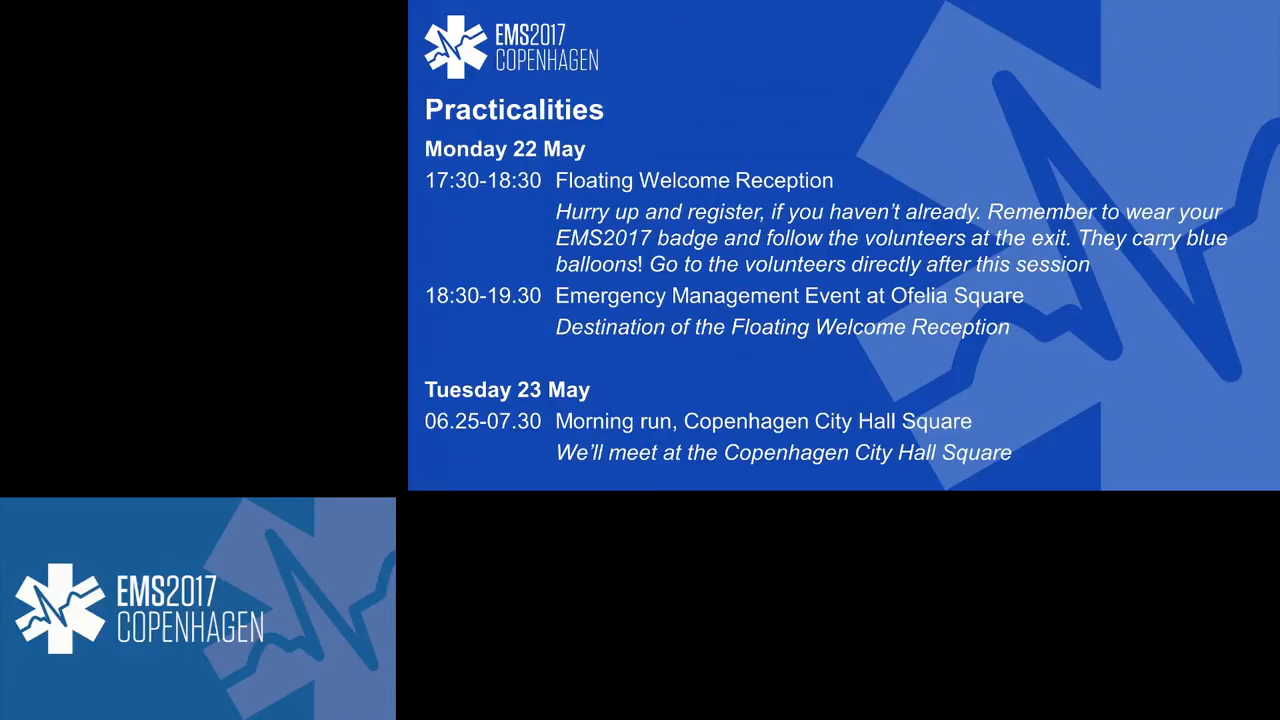 EMS2017
COPENHAGEN
Practicalities
Monday 22 May
17:30-18:30 Floating Welcome Reception
Hurry up and register, if you haven’t already. Remember to wear your
EMS2017 badge and follow the volunteers at the exit. They carry blue
balloons! Go to the volunteers directly after this session
18:30-19.30 Emergency Management Event at Ofelia Square
Destination of the Floating Welcome Reception
Tuesday 23 May
06.25-07.30 Morning run, Copenhagen City Hall Square
We’ll meet at the Copenhagen City Hall Square
EMS2017
COPENHAGEN